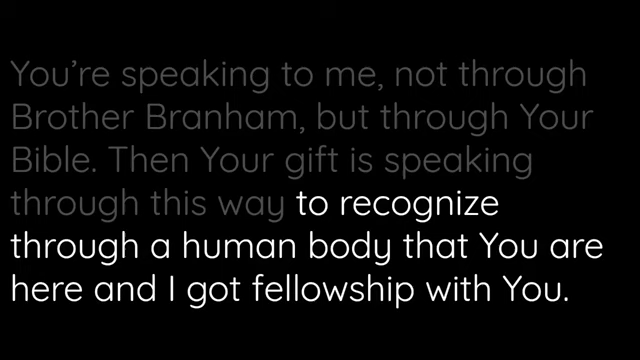 You’re speaking to me, not through
Brother Branham, but through Your
Bible. Then Your gift is speaking
through this way to recognize
through a human body that You are
here and I got fellowship with You.